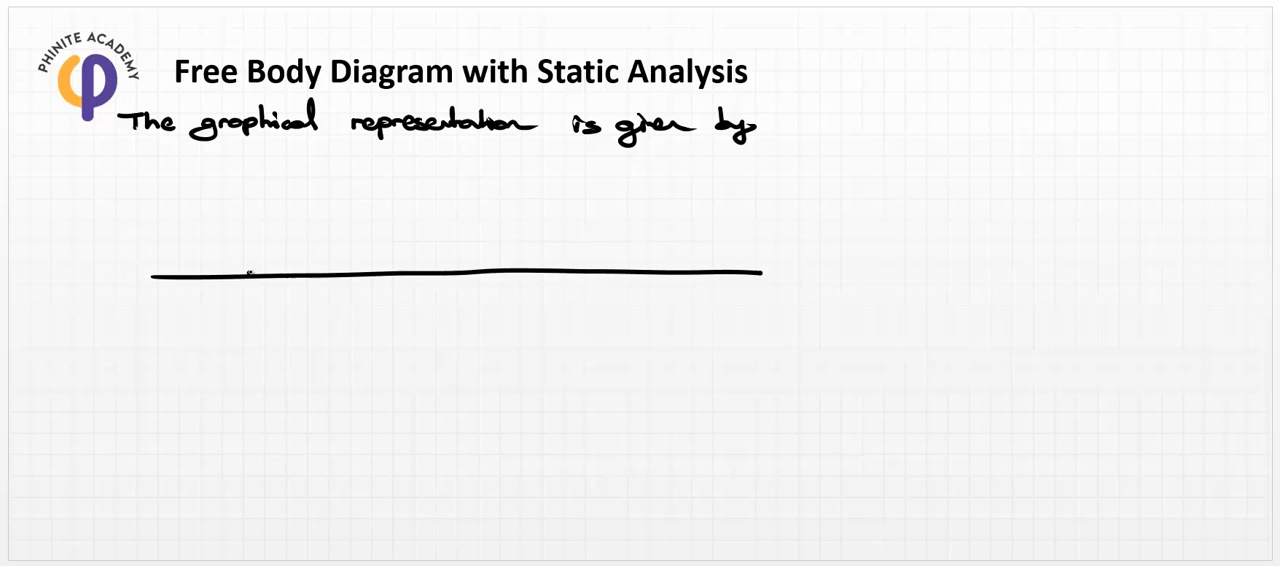 PHINITE ACADEMY
Free Body Diagram with Static Analysis
The graphical representation is given by